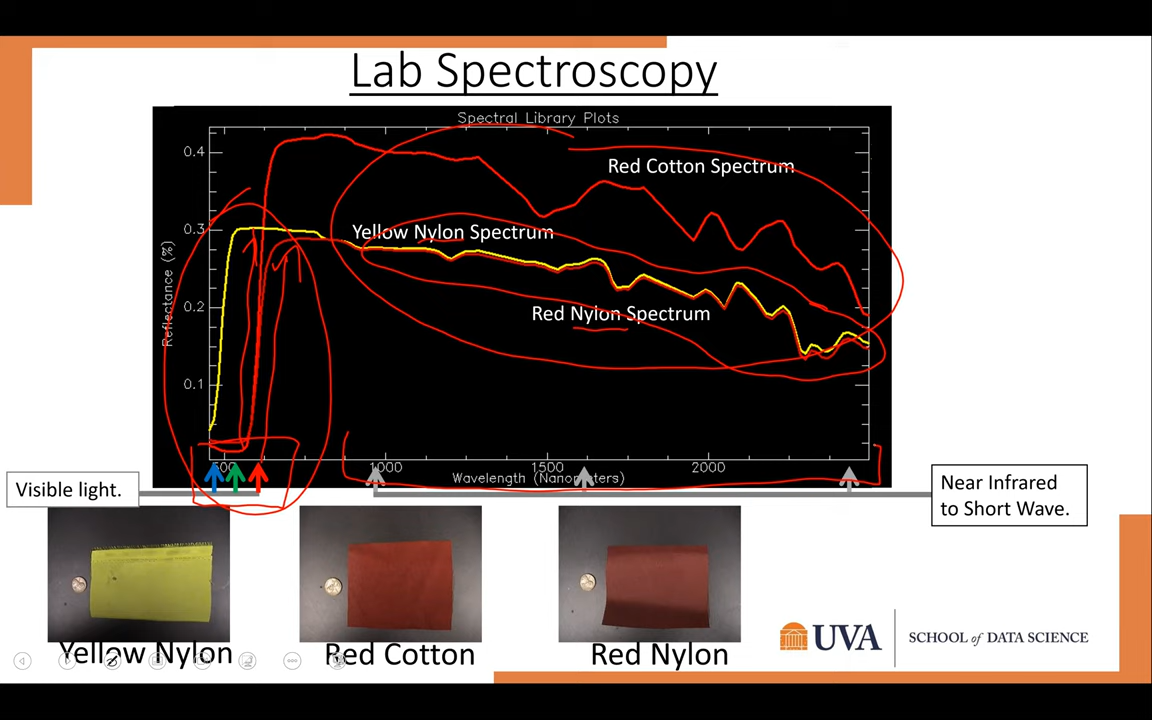 Lab Spectroscopy
Spectral Library Plots
0.4
Red Cotton Spectrum
0.3
Yellow Nylon Spectrum
Reflectance (%)
0.2
Red Nylon Spectrum
0.1
500
1000
1500
2000
Wavelength (Nanometers)
Visible light.
Near Infrared
to Short Wave.
Yellow Nylon
Red Cotton
Red Nylon
UVA
SCHOOL of DATA SCIENCE